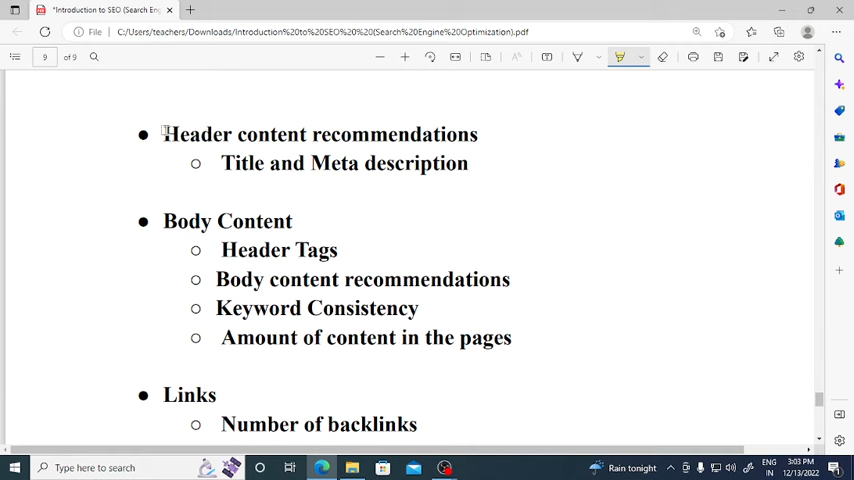 *Introduction to SEO (Search Eng
File
C:/Users/teachers/Downloads/Introduction%20to%20SEO%20%20(Search%20Engine%20Optimization).pdf
9 of 9
Header content recommendations
Title and Meta description
Body Content
Header Tags
Body content recommendations
Keyword Consistency
Amount of content in the pages
Links
Number of backlinks
Type here to search
Rain tonight
ENG
IN
3:03 PM
12/13/2022